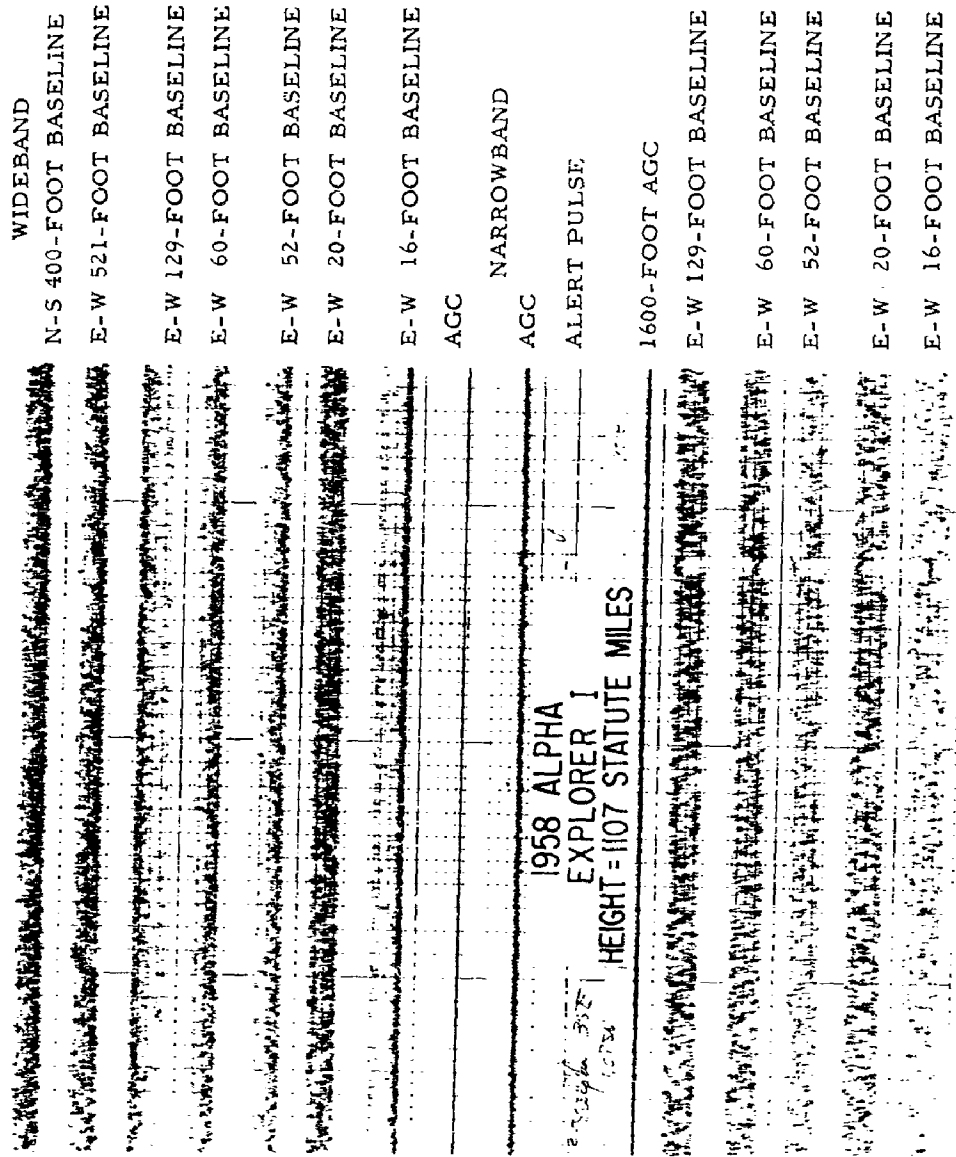 WIDEBAND
N-S 400-FOOT BASELINE
E-W 521-FOOT BASELINE
E-W 129-FOOT BASELINE
E-W 60-FOOT BASELINE
E-W 52-FOOT BASELINE
E-W 20-FOOT BASELINE
E-W 16-FOOT BASELINE
AGC
NARROWBAND
AGC
ALERT PULSE
1600-FOOT AGC
E-W 129-FOOT BASELINE
E-W 60-FOOT BASELINE
E-W 52-FOOT BASELINE
E-W 20-FOOT BASELINE
E-W 16-FOOT BASELINE
1958 ALPHA
EXPLORER I
HEIGHT = 1107 STATUTE MILES